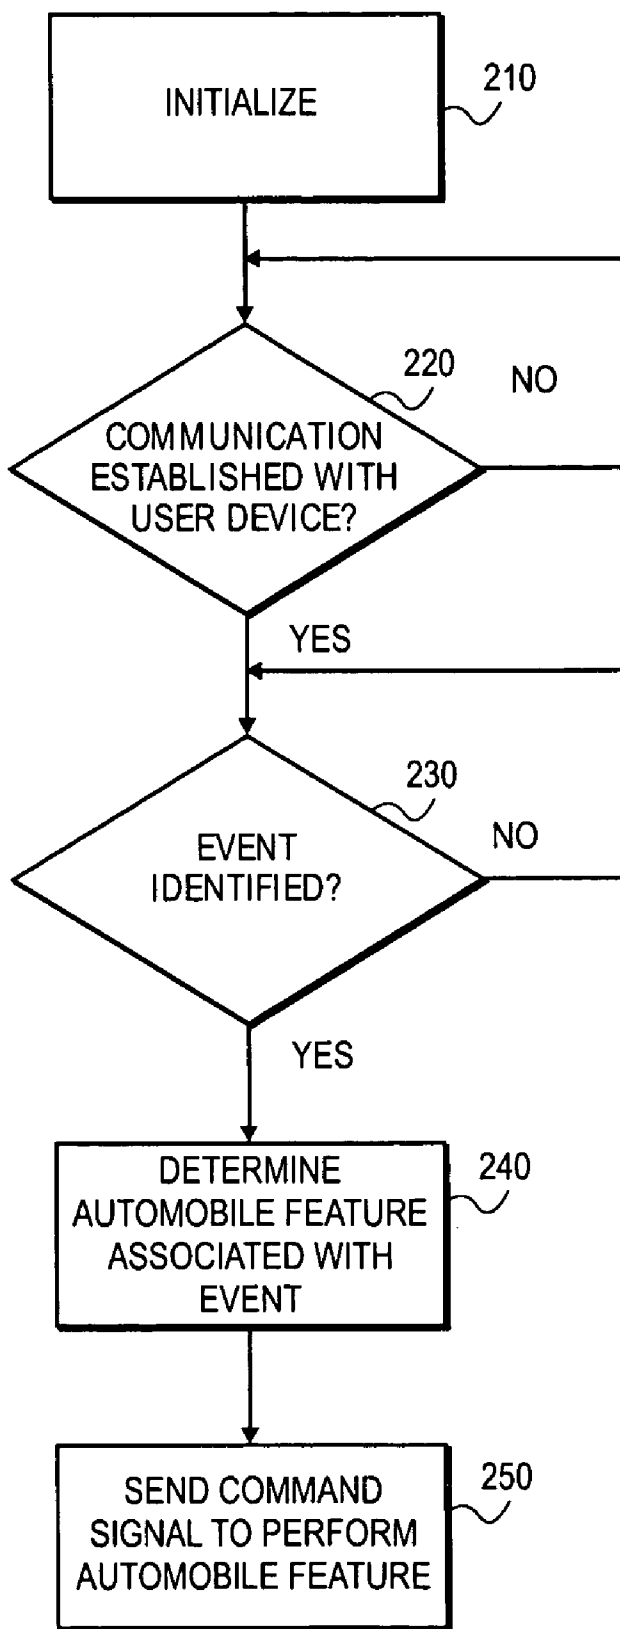 INITIALIZE
210
220
NO
COMMUNICATION
ESTABLISHED WITH
USER DEVICE?
YES
230
NO
EVENT
IDENTIFIED?
YES
DETERMINE
AUTOMOBILE FEATURE
ASSOCIATED WITH
EVENT
240
SEND COMMAND
SIGNAL TO PERFORM
AUTOMOBILE FEATURE
250